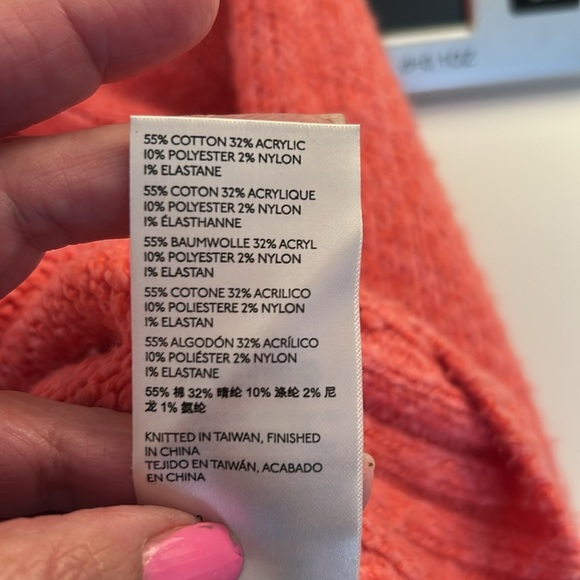 55% COTTON 32% ACRYLIC
10% POLYESTER 2% NYLON
1% ELASTANE
55% COTON 32% ACRYLIQUE
10% POLYESTER 2% NYLON
1% ÉLASTHANNE
55% BAUMWOLLE 32% ACRYL
10% POLYESTER 2% NYLON
1% ELASTAN
55% COTONE 32% ACRILICO
10% POLIESTERE 2% NYLON
1% ELASTAN
55% ALGODÓN 32% ACRÍLICO
10% POLIÉSTER 2% NYLON
1% ELASTANE
55% 棉 32% 晴纶 10% 涤纶 2% 尼
龙 1% 氨纶
KNITTED IN TAIWAN, FINISHED
IN CHINA
TEJIDO EN TAIWÁN, ACABADO
EN CHINA